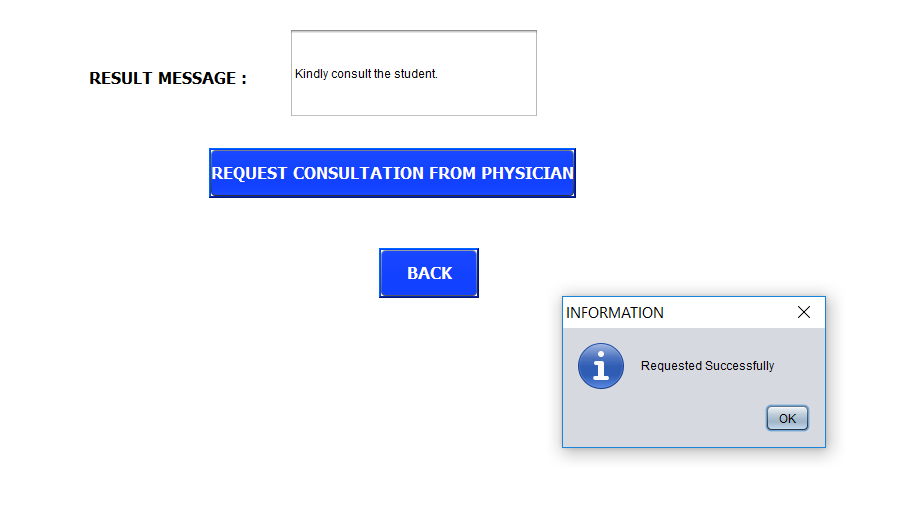 RESULT MESSAGE :
Kindly consult the student.
REQUEST CONSULTATION FROM PHYSICIAN
BACK
INFORMATION
Requested Successfully
OK